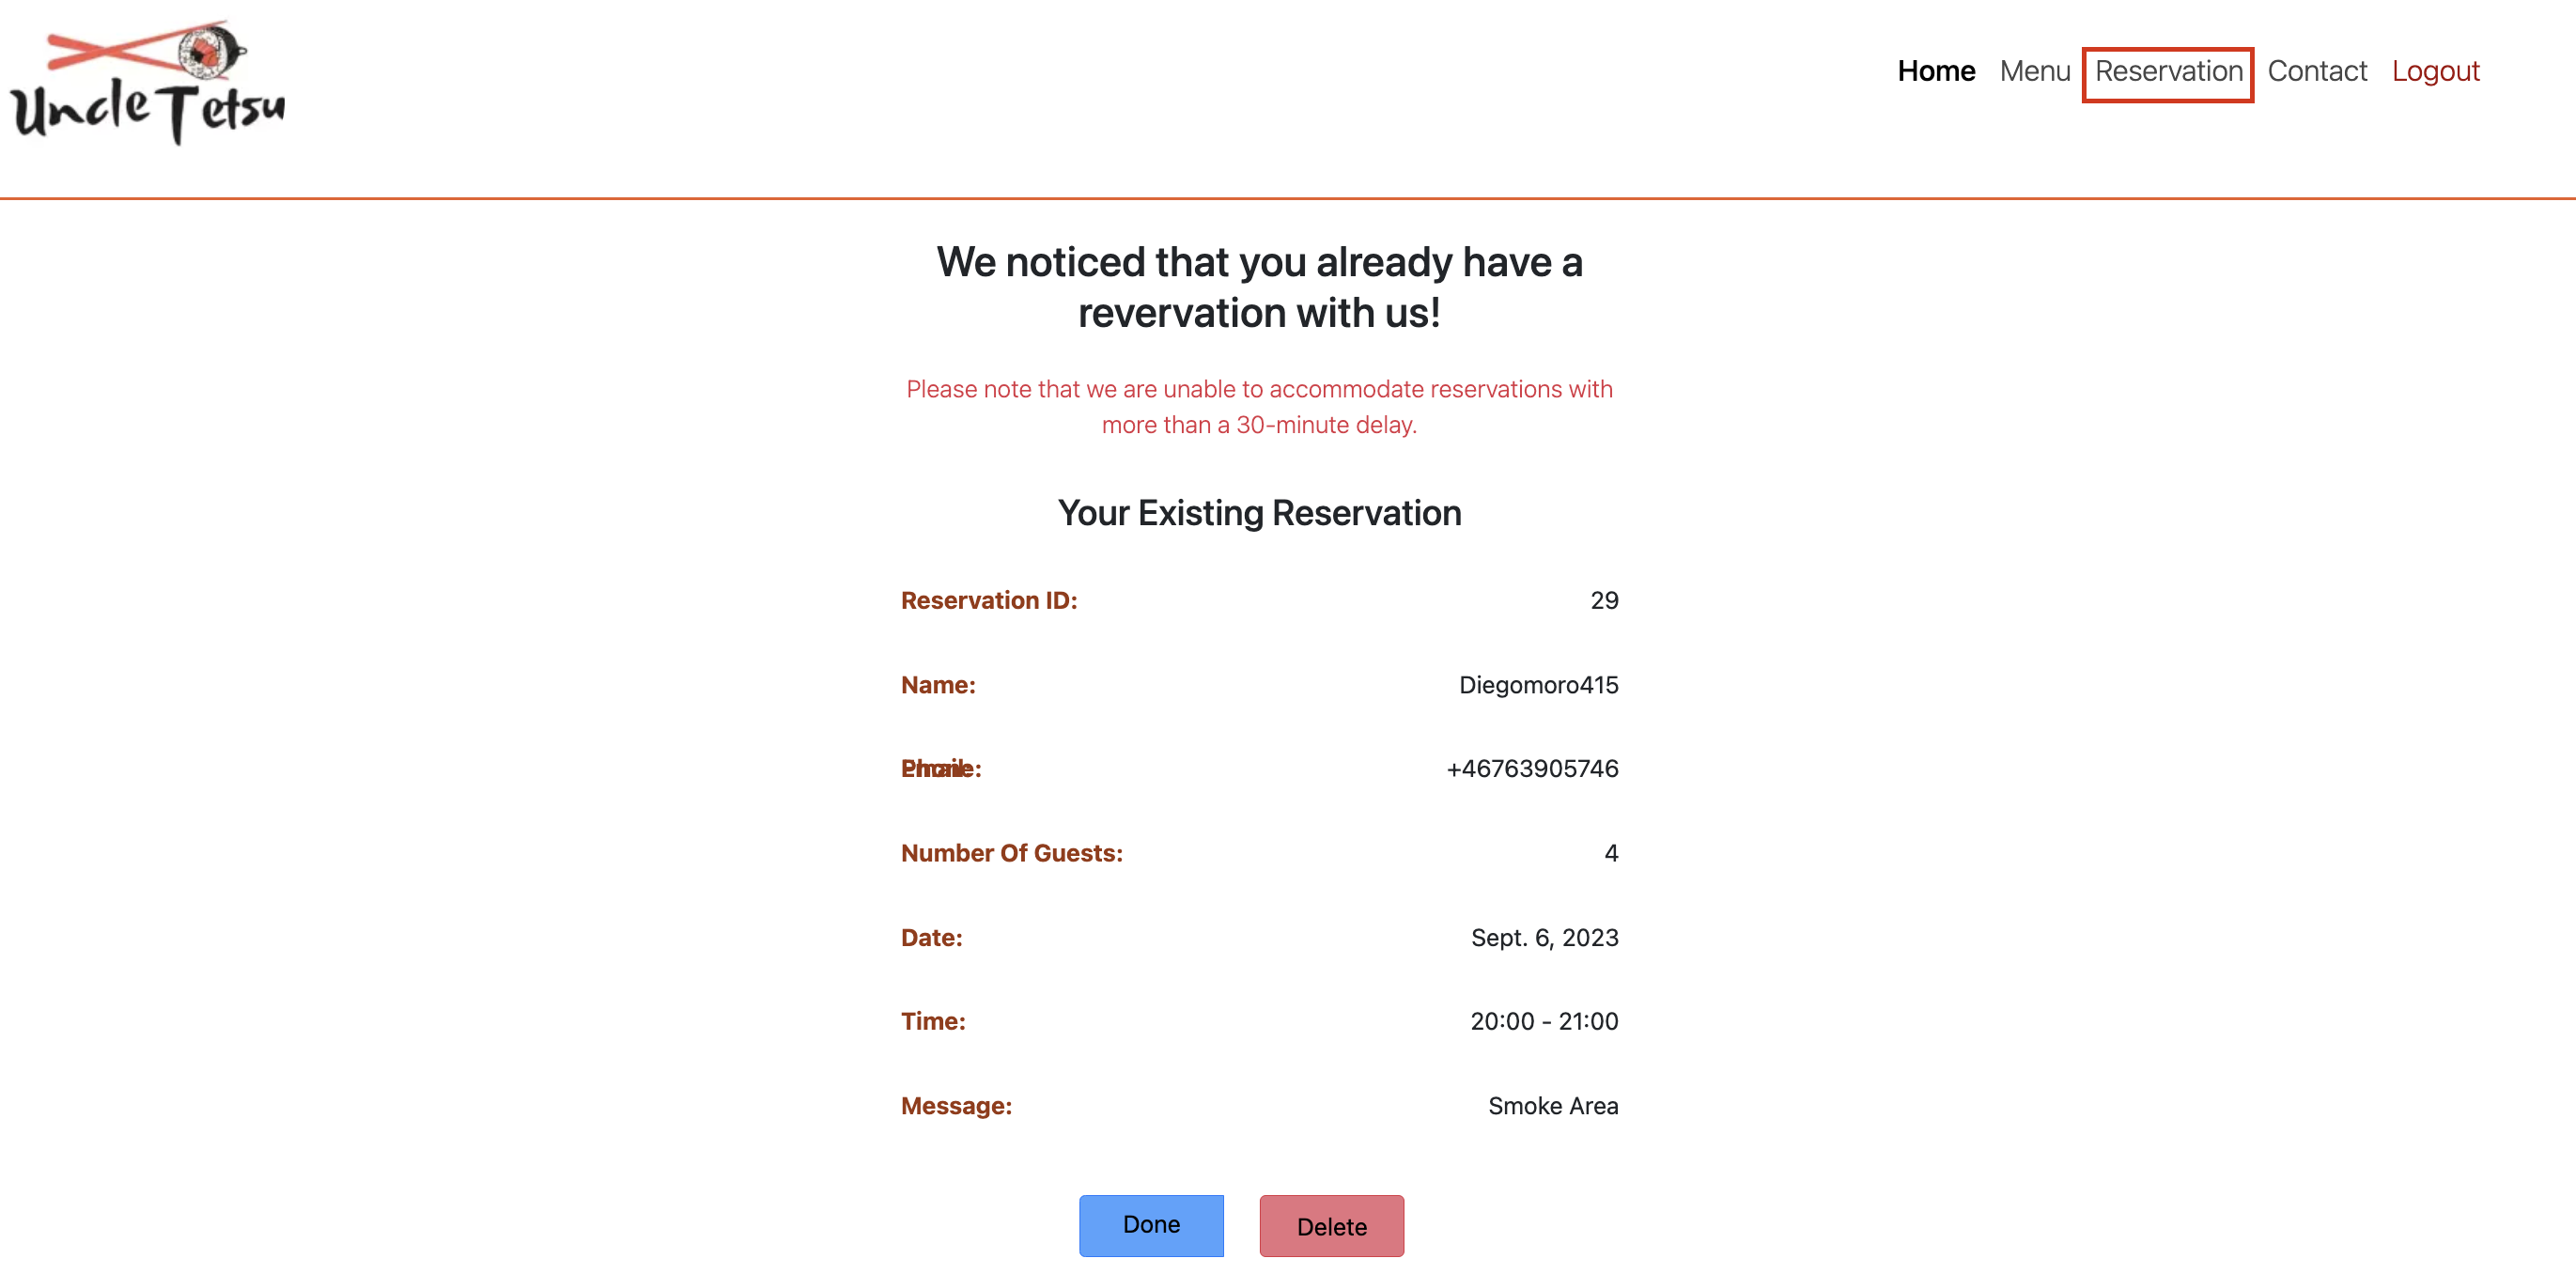 Uncle Tetsu
Home Menu Reservation Contact Logout
We noticed that you already have a
revervation with us!
Please note that we are unable to accommodate reservations with
more than a 30-minute delay.
Your Existing Reservation
Reservation ID: 29
Name: Diegomoro415
+46763905746
Number Of Guests: 4
Date: Sept. 6, 2023
Time: 20:00 - 21:00
Message: Smoke Area
Done Delete